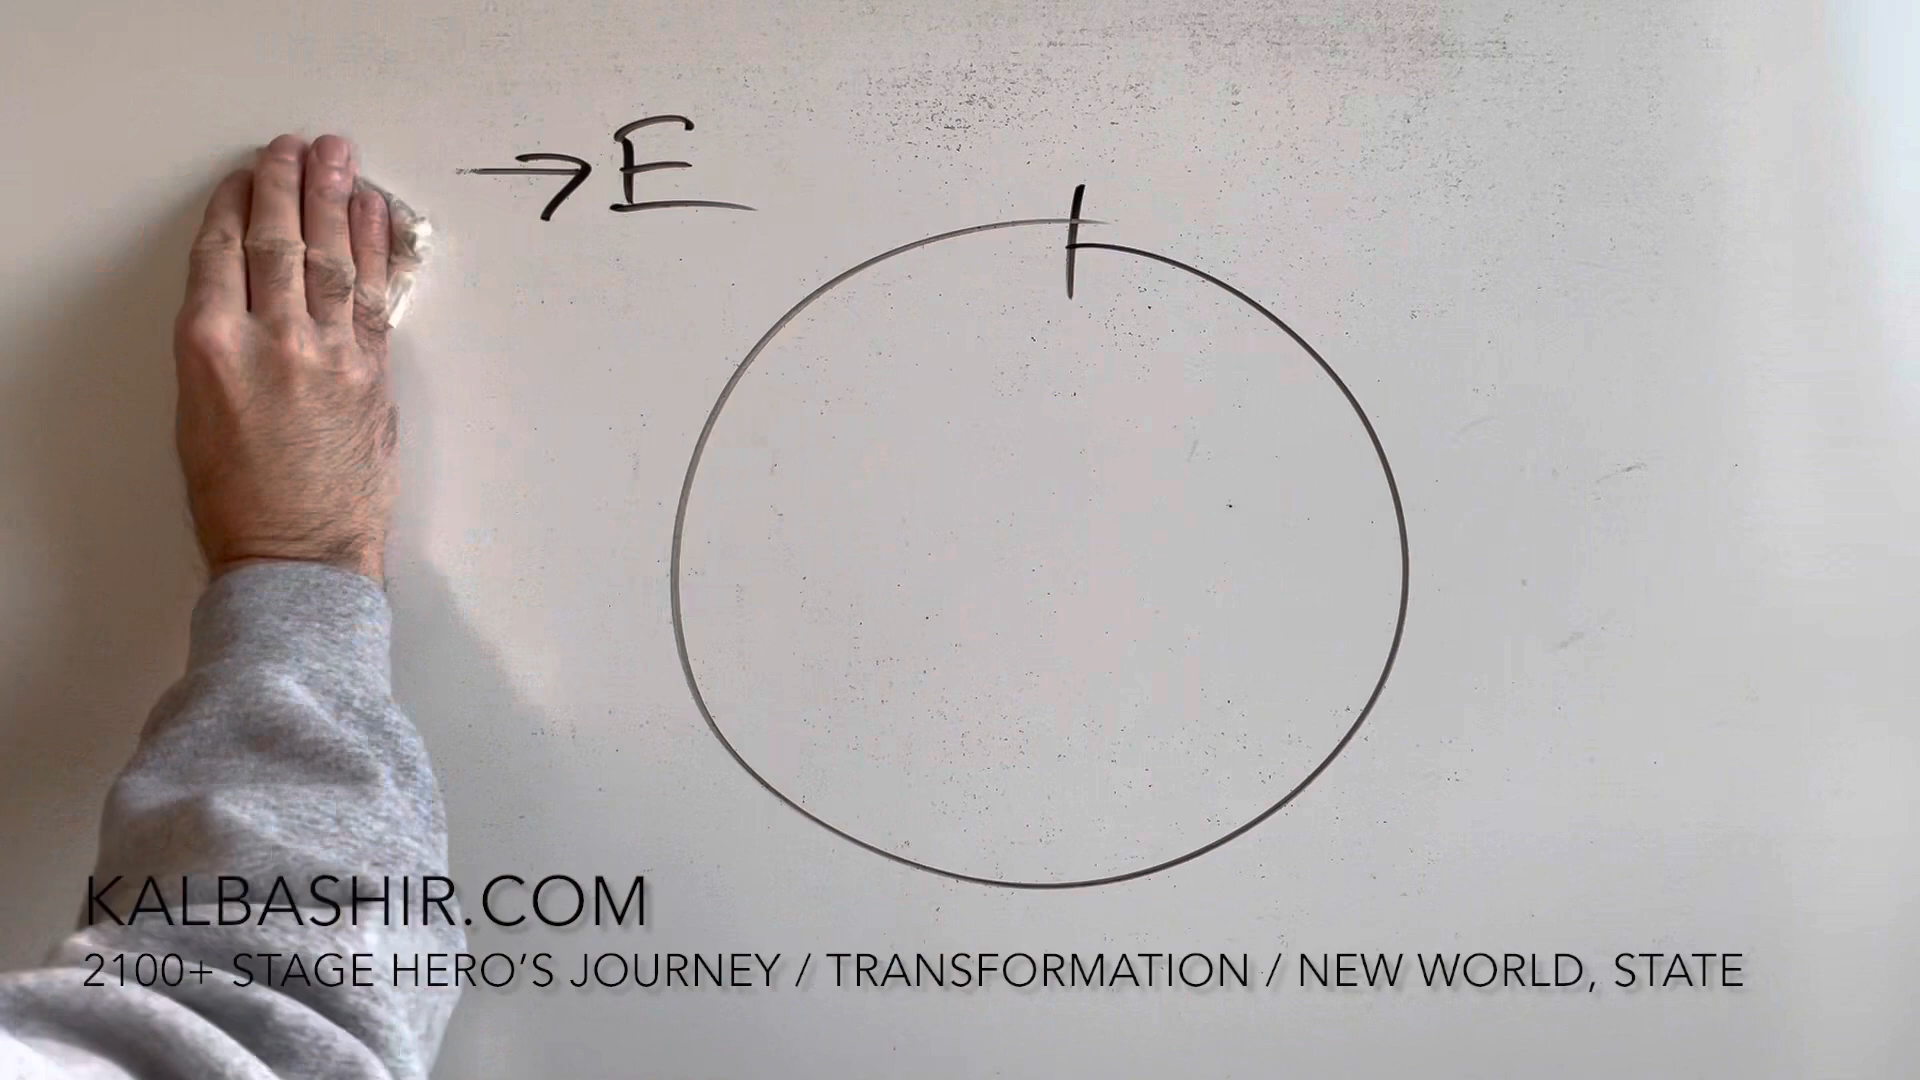 →E
KALBASHIR.COM
2100+ STAGE HERO’S JOURNEY / TRANSFORMATION / NEW WORLD, STATE